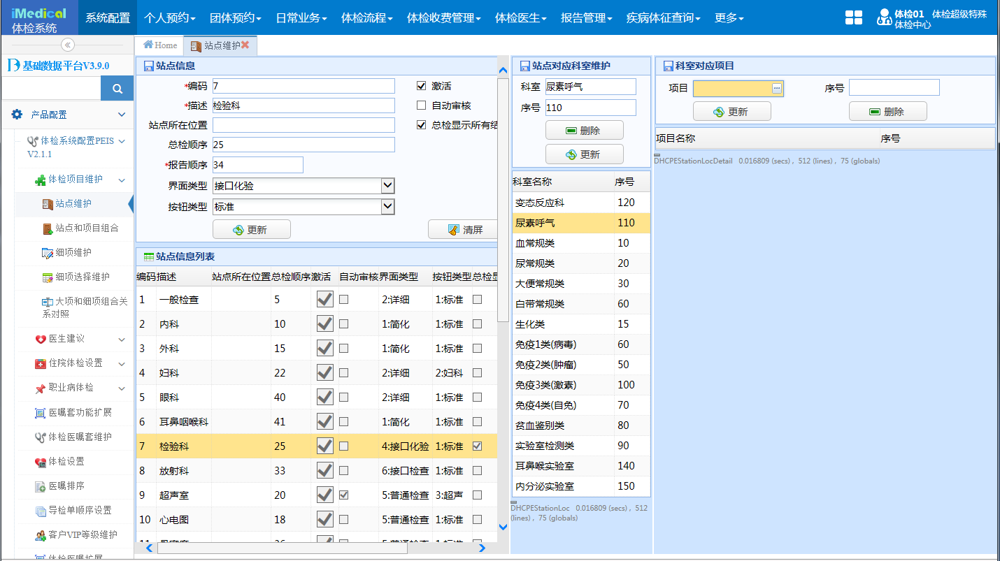 iMedical
体检系统
系统配置 个人预约 团体预约 日常业务 体检流程 体检收费管理 体检医生 报告管理 疾病体征查询 更多
体检01 体检超级特殊
体检中心
基础数据平台V3.9.0
产品配置
体检系统配置PEIS
V2.1.1
体检项目维护
站点维护
站点和项目组合
细项维护
细项选择维护
大项和细项组合关
系对照
医生建议
住院体检设置
职业病体检
医嘱套功能扩展
体检医嘱套维护
体检设置
医嘱排序
导检单顺序设置
客户VIP等级维护
体检医嘱扩展
Home 站点维护
站点信息
*编码 7 激活
*描述 检验科 自动审核
站点所在位置 总检显示所有结
总检顺序 25
*报告顺序 34
界面类型 接口化验
按钮类型 标准
更新 清屏
站点信息列表
编码 描述 站点所在位置 总检顺序 激活 自动审核 界面类型 按钮类型 总检显
1 一般检查 5 2:详细 1:标准
2 内科 10 1:简化 1:标准
3 外科 15 1:简化 1:标准
4 妇科 22 2:详细 2:妇科
5 眼科 40 2:详细 1:标准
6 耳鼻咽喉科 41 1:简化 1:标准
7 检验科 25 4:接口化验 1:标准
8 放射科 33 6:接口检查 1:标准
9 超声室 20 5:普通检查 3:超声
10 心电图 18 5:普通检查 1:标准
站点对应科室维护
科室 尿素呼气
序号 110
删除
更新
科室名称 序号
变态反应科 120
尿素呼气 110
血常规类 10
尿常规类 20
大便常规类 30
白带常规类 60
生化类 15
免疫1类(病毒) 60
免疫2类(肿瘤) 50
免疫3类(激素) 100
免疫4类(自免) 70
贫血鉴别类 80
实验室检测类 90
耳鼻喉实验室 140
内分泌实验室 150
DHCPEStationLoc 0.016809 (secs) , 512
(lines) , 75 (globals)
科室对应项目
项目 序号
更新 删除
项目名称 序号
DHCPEStationLocDetail 0.016809 (secs) , 512 (lines) , 75 (globals)